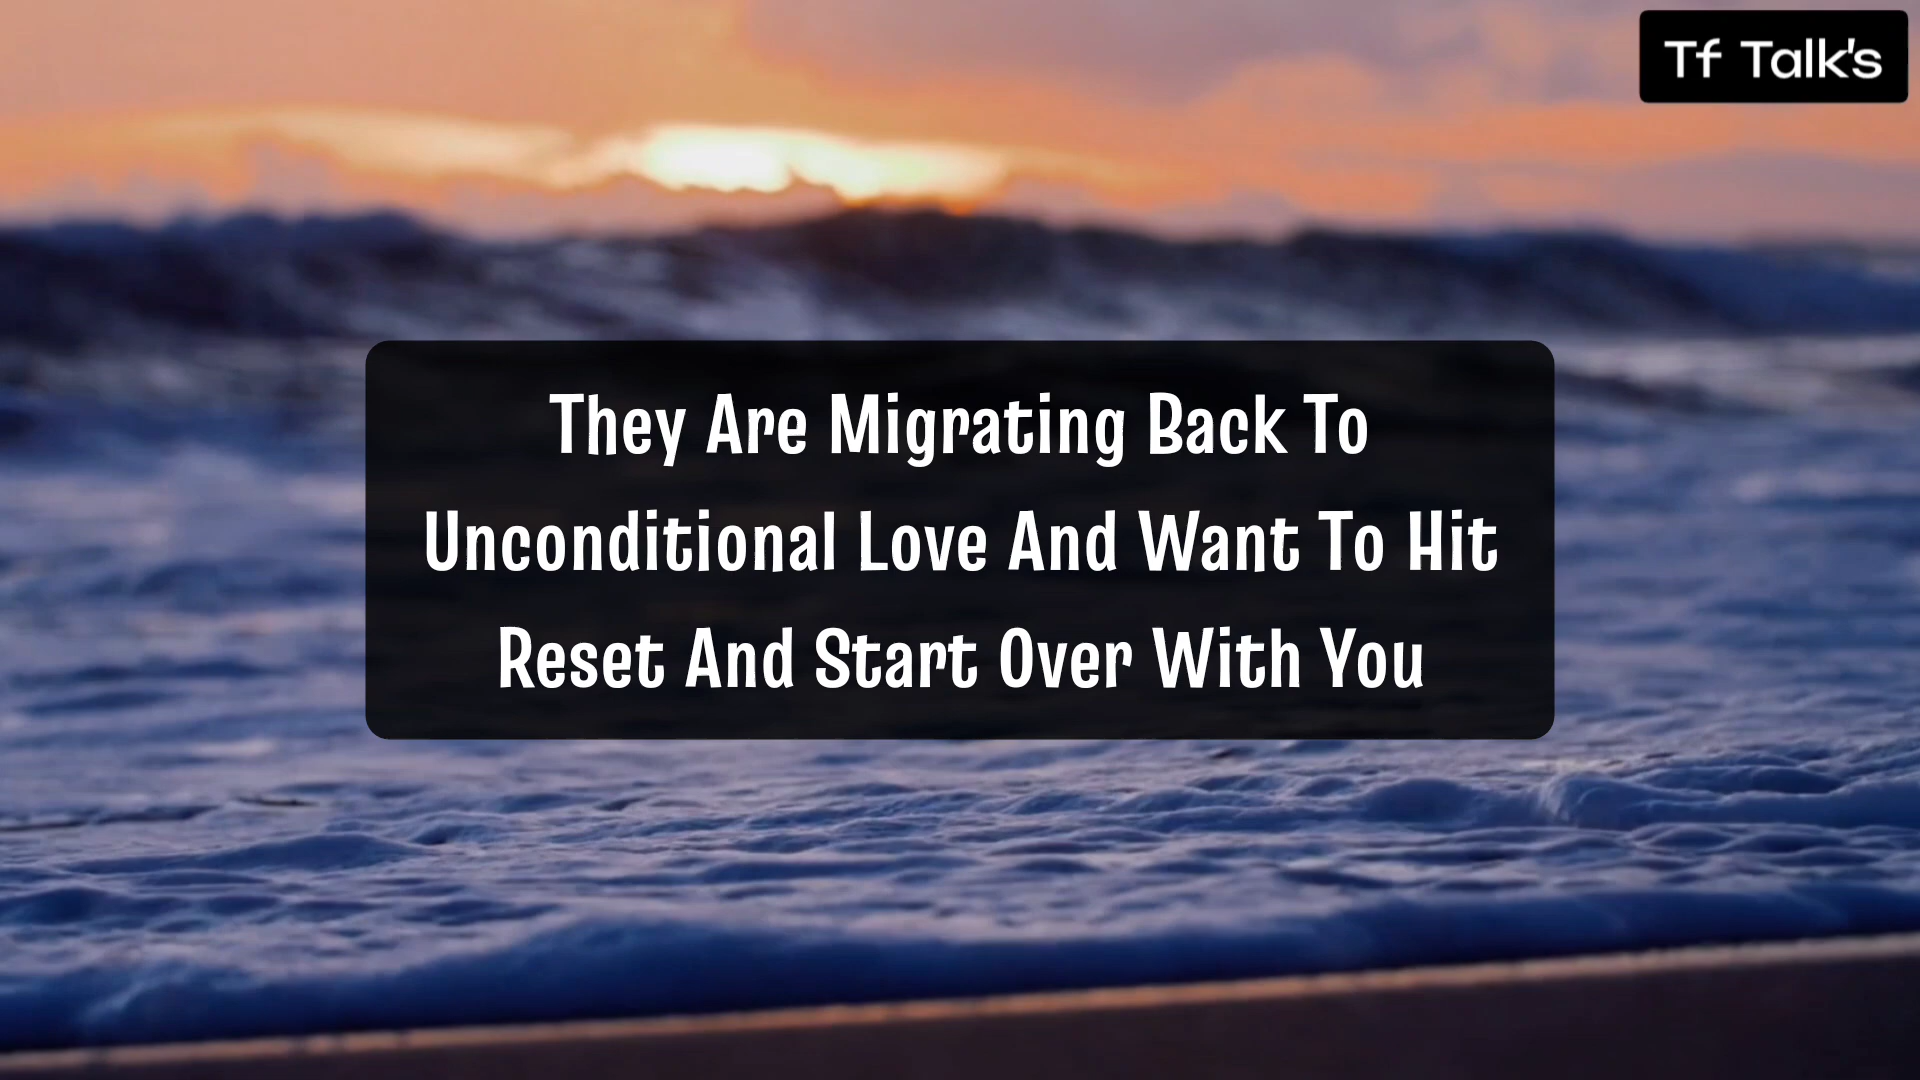 Tf Talk's
They Are Migrating Back To
Unconditional Love And Want To Hit
Reset And Start Over With You